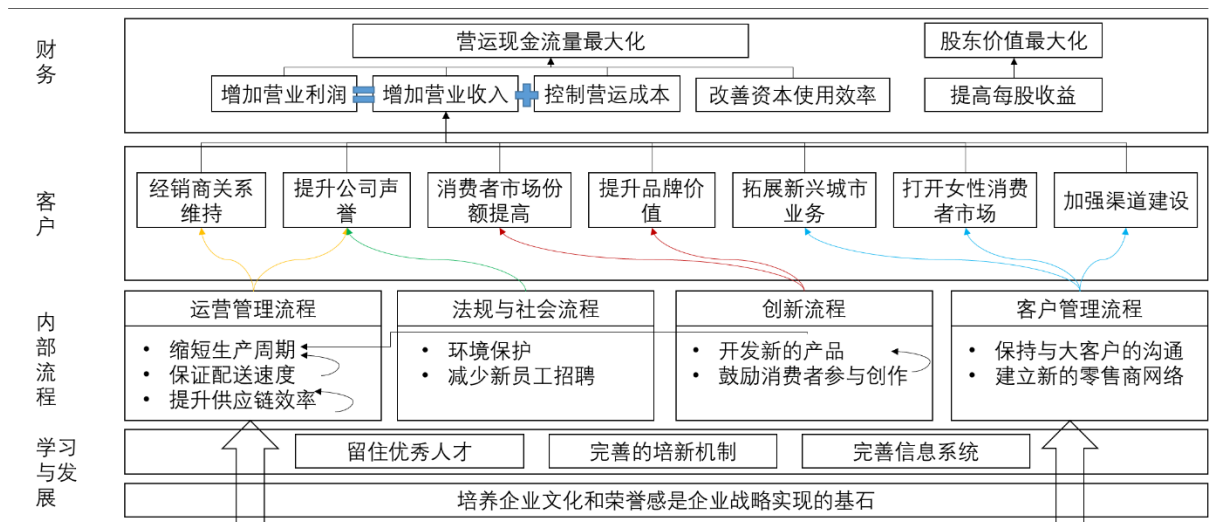 财
务
营运现金流量最大化
股东价值最大化
增加营业利润
增加营业收入
控制营运成本
改善资本使用效率
提高每股收益
客
户
经销商关系
维持
提升公司声
誉
消费者市场份
额提高
提升品牌价
值
拓展新兴城市
业务
打开女性消费
者市场
加强渠道建设
内
部
流
程
运营管理流程
• 缩短生产周期
• 保证配送速度
• 提升供应链效率
法规与社会流程
• 环境保护
• 减少新员工招聘
创新流程
• 开发新的产品
• 鼓励消费者参与创作
客户管理流程
• 保持与大客户的沟通
• 建立新的零售商网络
学习
与发
展
留住优秀人才
完善的培新机制
完善信息系统
培养企业文化和荣誉感是企业战略实现的基石